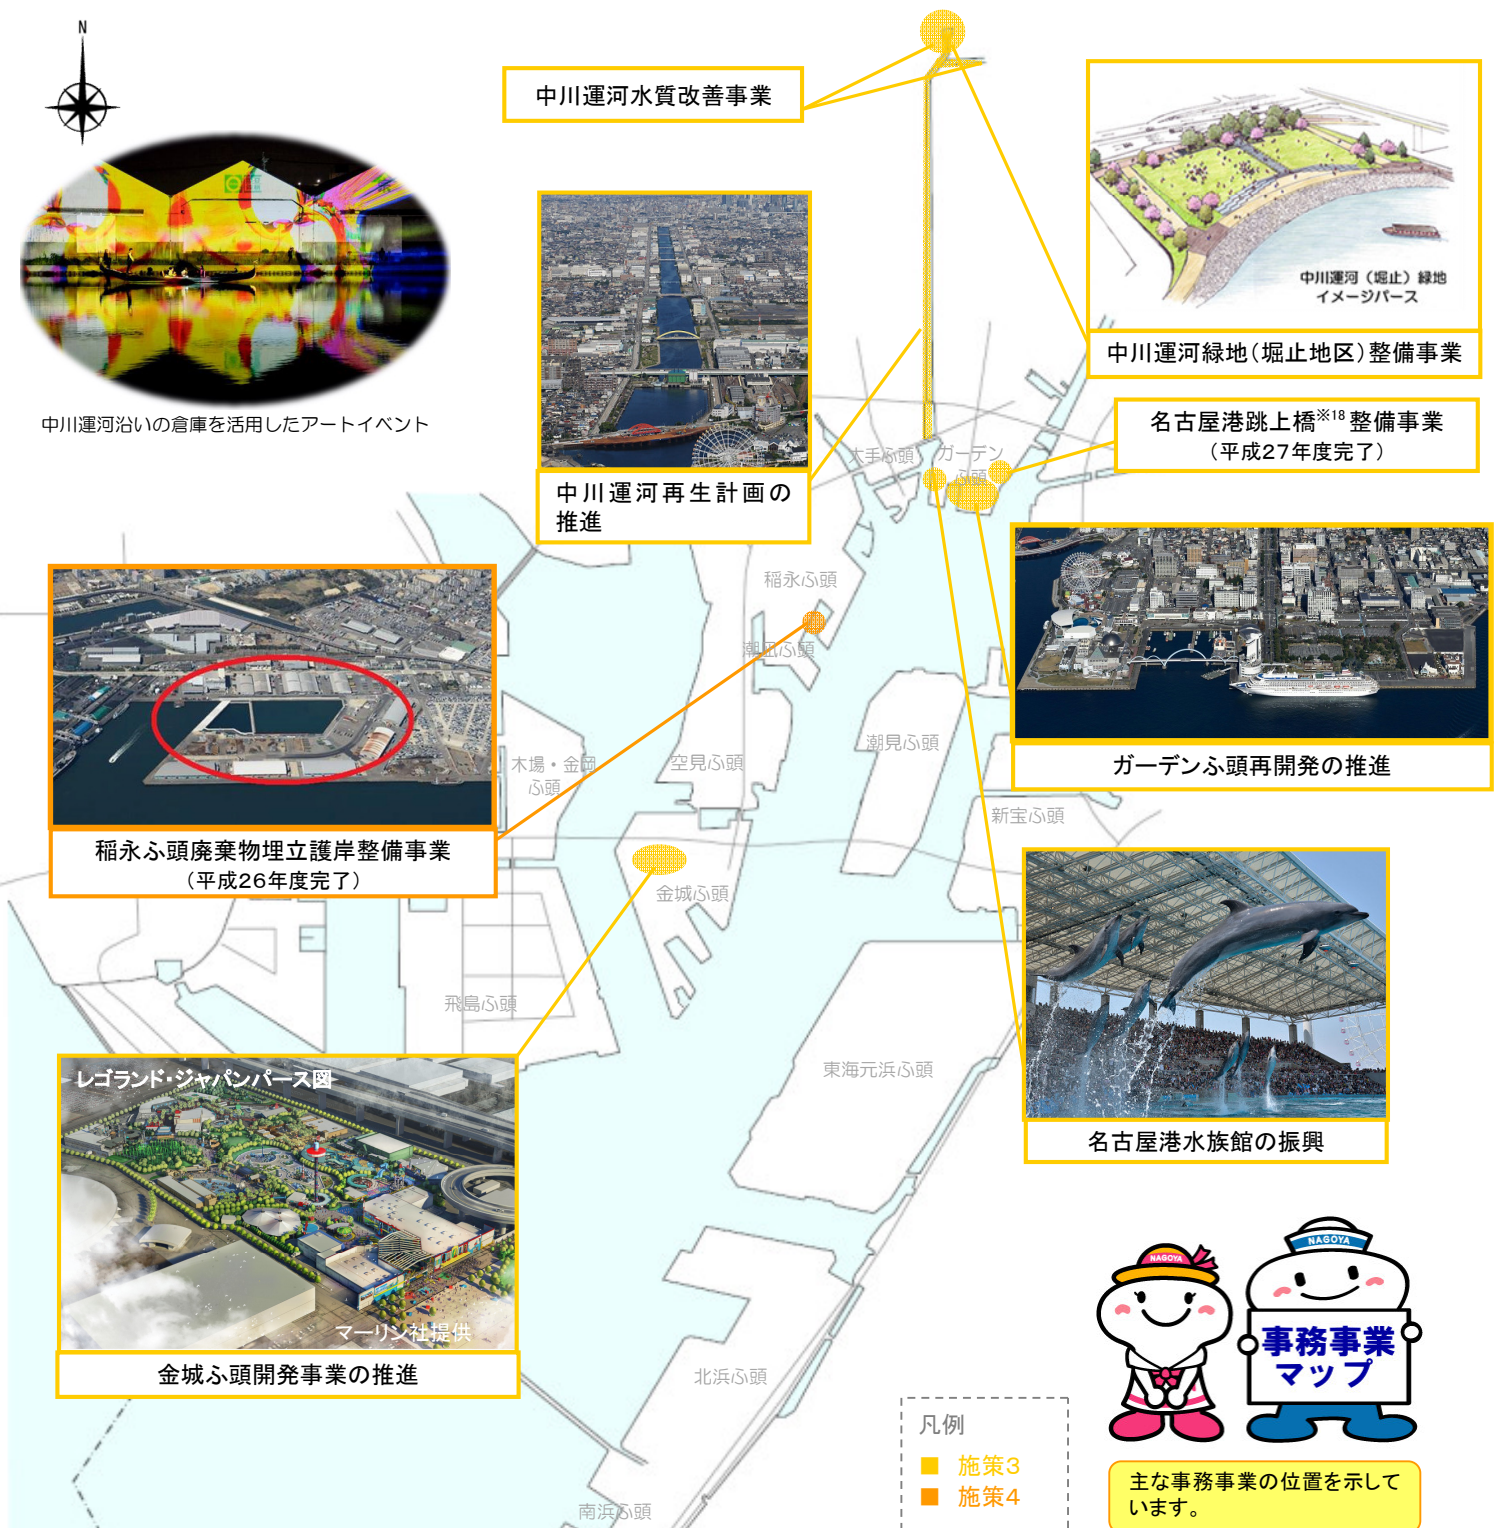 N
中川運河水質改善事業
中川運河（堀止）緑地
イメージパース
中川運河緑地（堀止地区）整備事業
中川運河沿いの倉庫を活用したアートイベント
名古屋港跳上橋※18整備事業
（平成27年度完了）
大手ふ頭
ガーデン
ふ頭
中川運河再生計画の
推進
稲永ふ頭
潮凪ふ頭
ガーデンふ頭再開発の推進
木場・金岡
ふ頭
空見ふ頭
潮見ふ頭
新宝ふ頭
稲永ふ頭廃棄物埋立護岸整備事業
（平成26年度完了）
金城ふ頭
飛島ふ頭
東海元浜ふ頭
レゴランド・ジャパンパース図
マーリン社提供
金城ふ頭開発事業の推進
名古屋港水族館の振興
NAGOYA
NAGOYA
事務事業
マップ
北浜ふ頭
凡例
施策3
施策4
主な事務事業の位置を示して
います。
南浜ふ頭